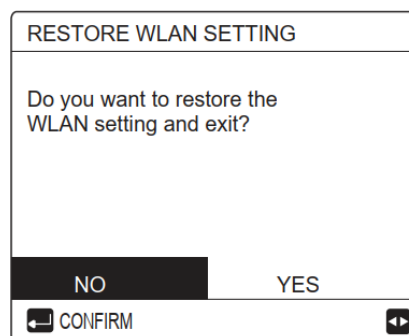 RESTORE WLAN SETTING
Do you want to restore the
WLAN setting and exit?
NO YES
CONFIRM